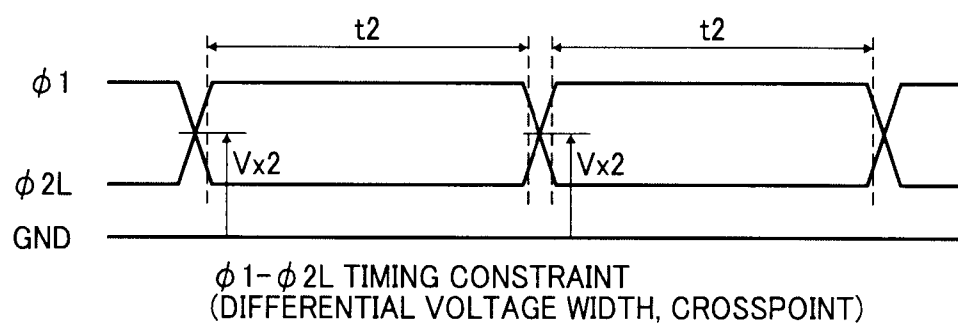 t2 t2
ϕ1
Vx2 Vx2
ϕ2L
GND
ϕ1-ϕ2L TIMING CONSTRAINT
(DIFFERENTIAL VOLTAGE WIDTH, CROSSPOINT)